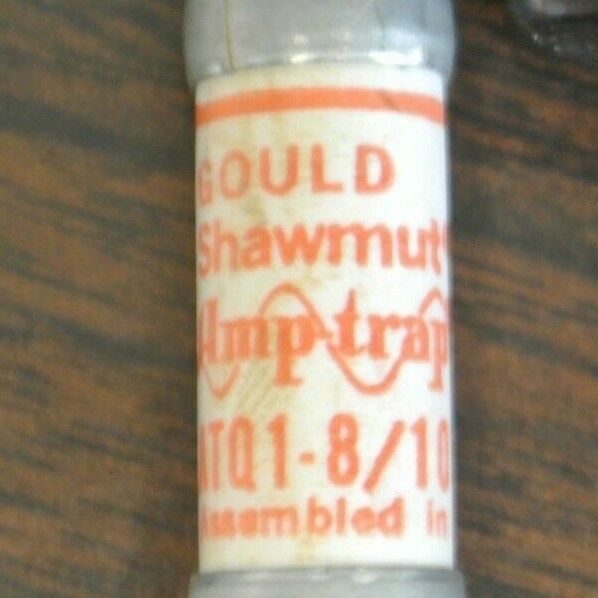 GOULD
Shawmut
Amp-trap
ATQ1-8/10
Assembled in